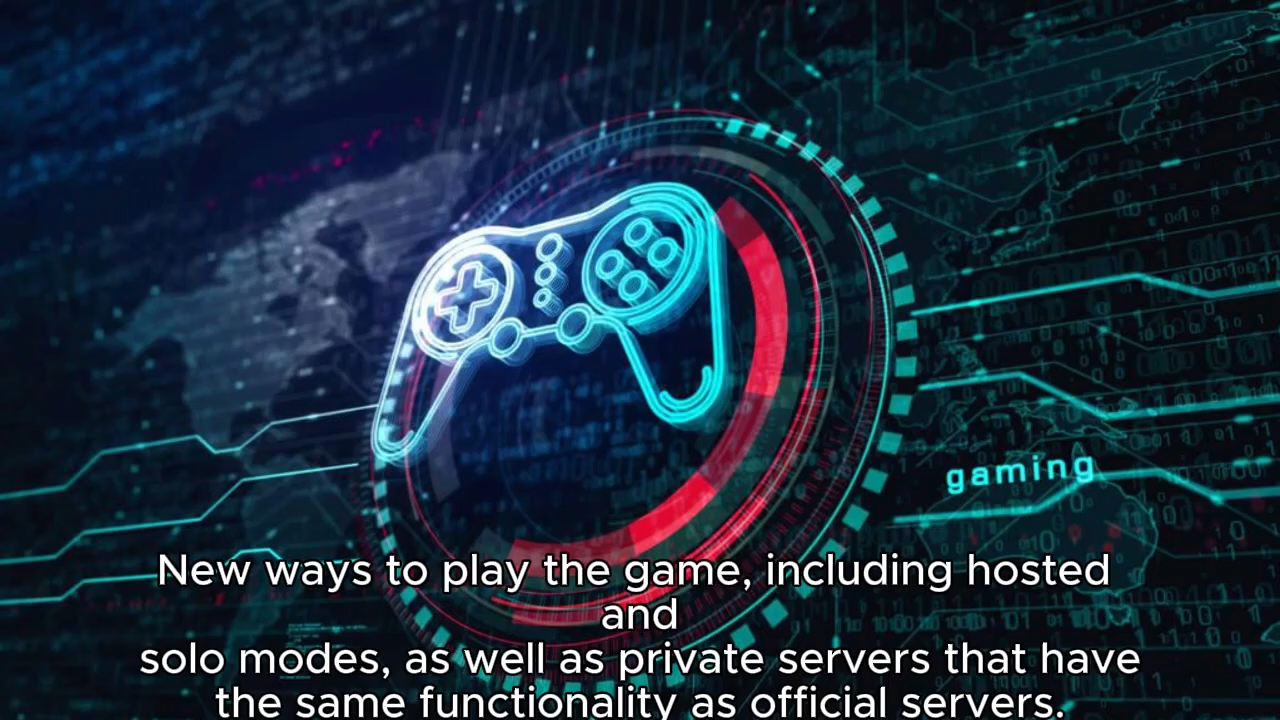 gaming
New ways to play the game, including hosted
and
solo modes, as well as private servers that have
the same functionality as official servers.